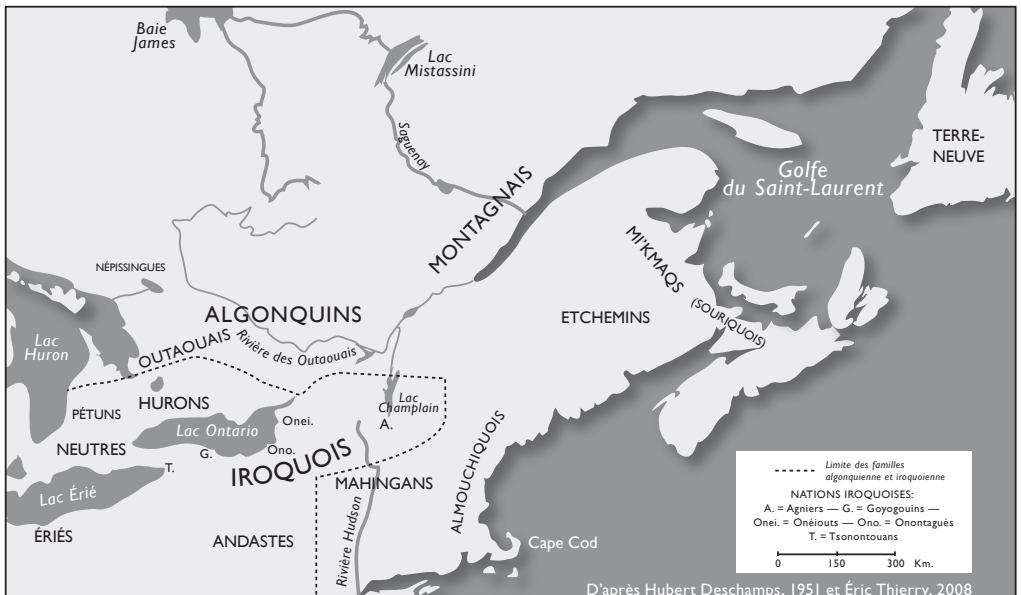 Baie
James
Lac
Mistassini
Saguenay
TERRE-
NEUVE
Golfe
du Saint-Laurent
MONTAGNAIS
MI'KMAQS
(SOURIQUOIS)
NÉPISSINGUES
ALGONQUINS
ETCHEMINS
Lac
Huron
OUTAOUAIS
Rivière des Outaouais
Lac
Champlain
PÉTUNS
HURONS
Lac Ontario
Onei.
A.
NEUTRES
G.
Ono.
IROQUOIS
T.
MAHINGANS
ALMOUCHIQUOIS
Lac Érié
ÉRIÉS
ANDASTES
Rivière Hudson
Cape Cod
Limite des familles
algonquienne et iroquoienne
NATIONS IROQUOISES:
A. = Agniers — G. = Goyogouins —
Onei. = Onéiouts — Ono. = Onontagués
T. = Tsonontouans
0 150 300 Km.
D'après Hubert Deschamps, 1951 et Éric Thierry, 2008